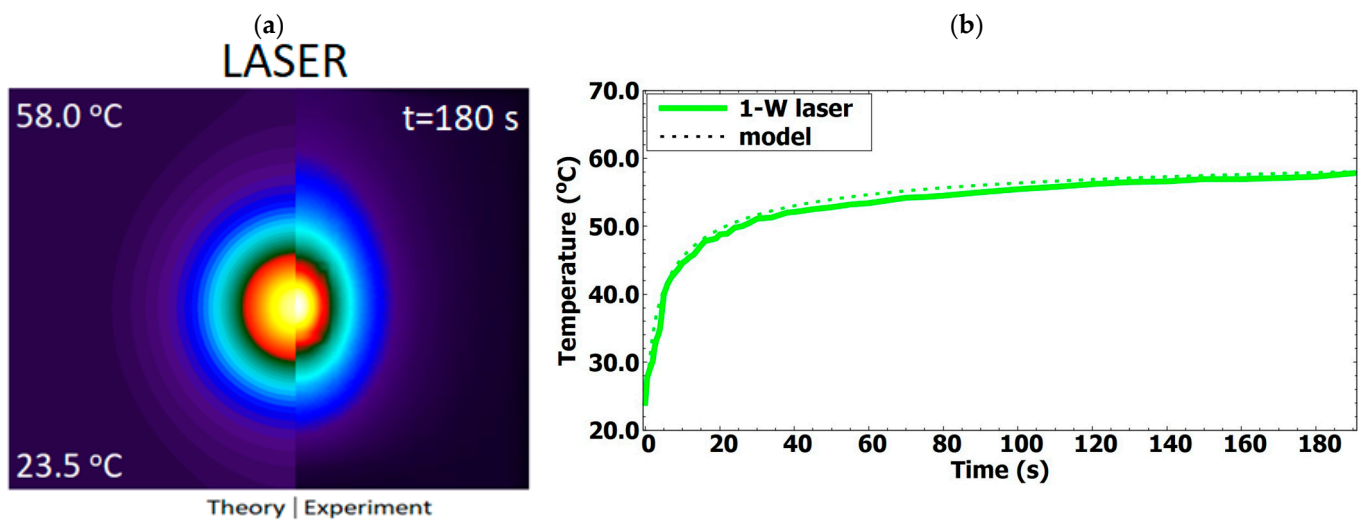 (a)
LASER
58.0 °C
t=180 s
23.5 °C
Theory | Experiment
(b)
70.0
60.0
50.0
40.0
30.0
20.0
Temperature (°C)
1-W laser
model
0 20 40 60 80 100 120 140 160 180
Time (s)